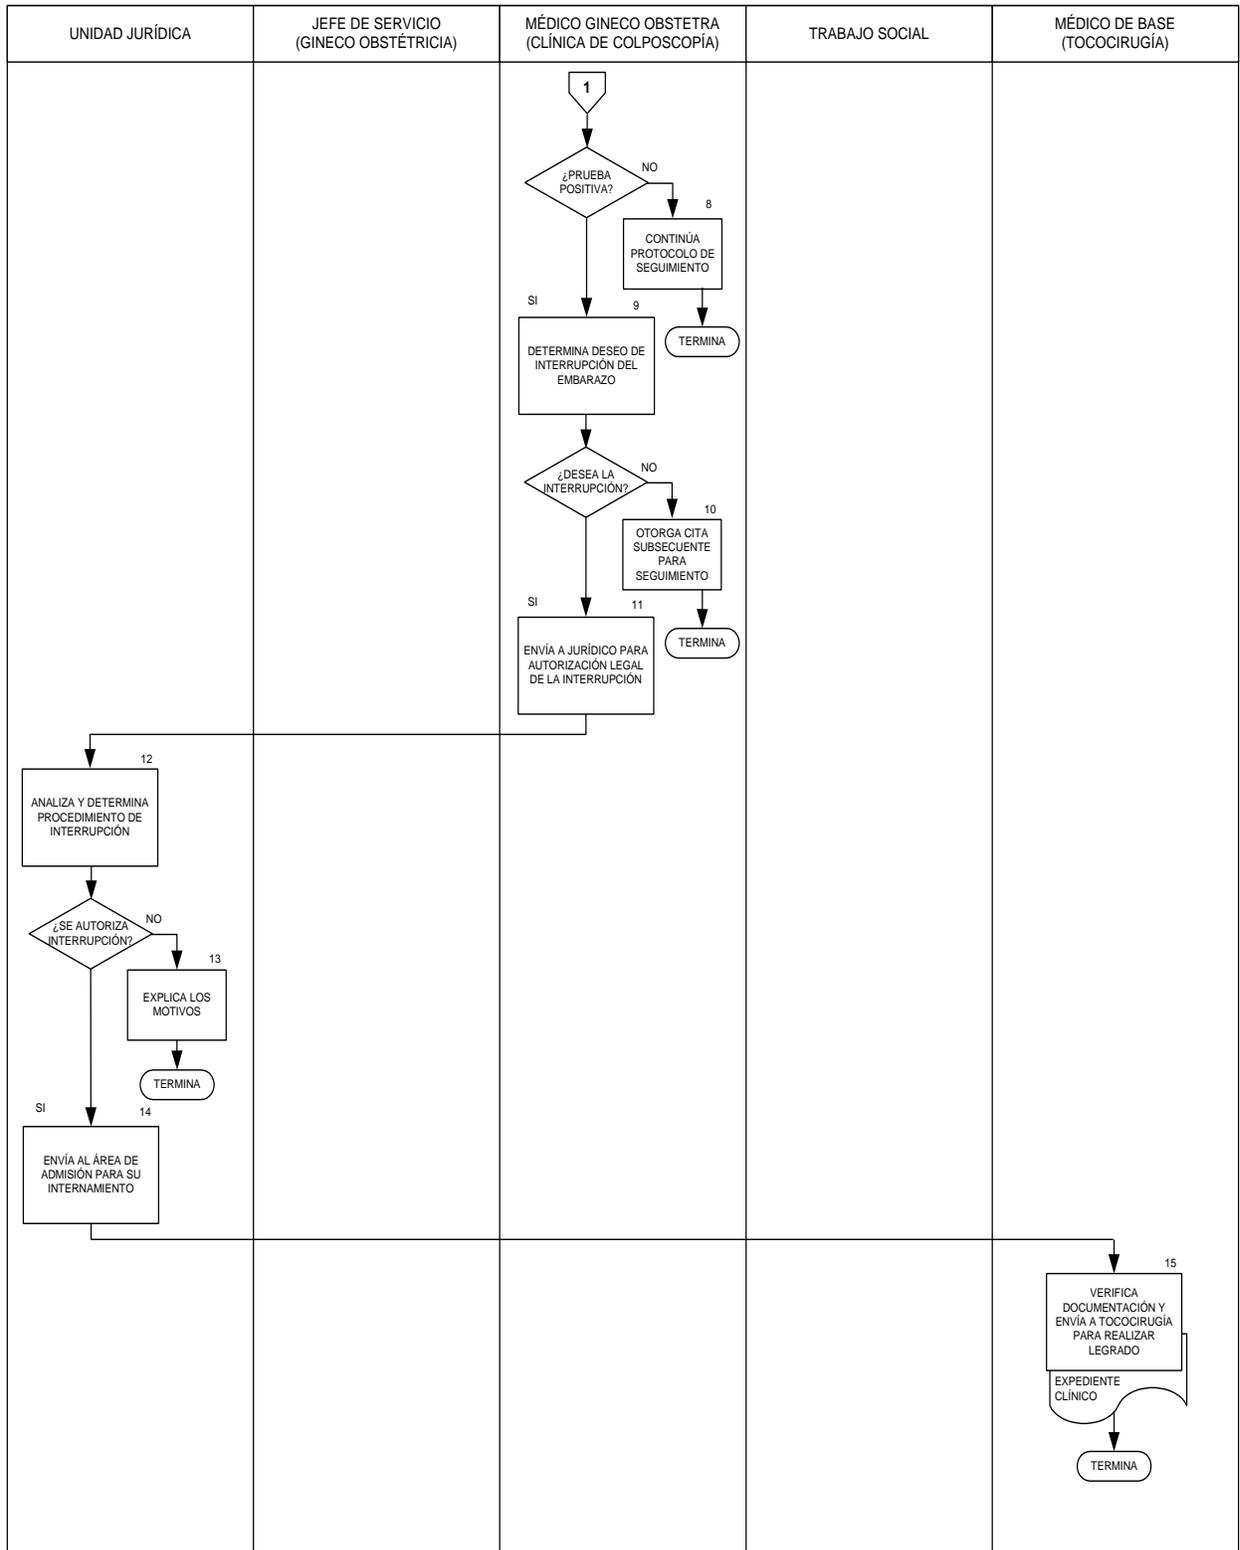 UNIDAD JURÍDICA
JEFE DE SERVICIO
(GINECO OBSTÉTRICIA)
MÉDICO GINECO OBSTETRA
(CLÍNICA DE COLPOSCOPÍA)
TRABAJO SOCIAL
MÉDICO DE BASE
(TOCOCIRUGÍA)
1
¿PRUEBA
POSITIVA?
NO
8
CONTINÚA
PROTOCOLO DE
SEGUIMIENTO
TERMINA
SI
9
DETERMINA DESEO DE
INTERRUPCIÓN DEL
EMBARAZO
¿DESEA LA
INTERRUPCIÓN?
NO
10
OTORGA CITA
SUBSECUENTE
PARA
SEGUIMIENTO
TERMINA
SI
11
ENVÍA A JURÍDICO PARA
AUTORIZACIÓN LEGAL
DE LA INTERRUPCIÓN
12
ANALIZA Y DETERMINA
PROCEDIMIENTO DE
INTERRUPCIÓN
¿SE AUTORIZA
INTERRUPCIÓN?
NO
13
EXPLICA LOS
MOTIVOS
TERMINA
SI
14
ENVÍA AL ÁREA DE
ADMISIÓN PARA SU
INTERNAMIENTO
15
VERIFICA
DOCUMENTACIÓN Y
ENVÍA A TOCOCIRUGÍA
PARA REALIZAR
LEGRADO
EXPEDIENTE
CLÍNICO
TERMINA